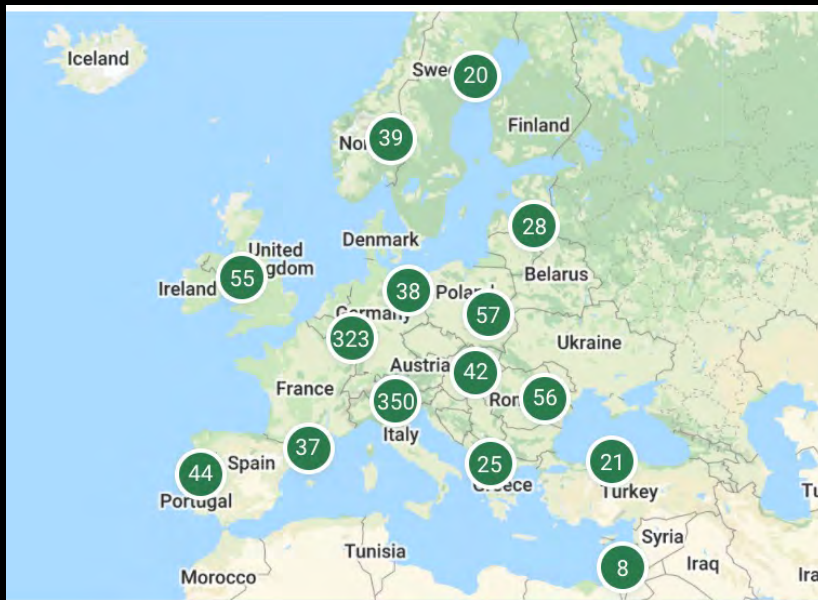 Iceland
Swe
20
39
Nor
Finland
28
Denmark
United
gdom
55
Ireland
Belarus
38
Poland
Germany
57
323
Ukraine
Austria
42
France
350
Rom
56
Italy
37
44
Spain
25
21
Greece
Portugal
Turkey
Tu
Tunisia
Syria
Iraq
8
Morocco
Ira